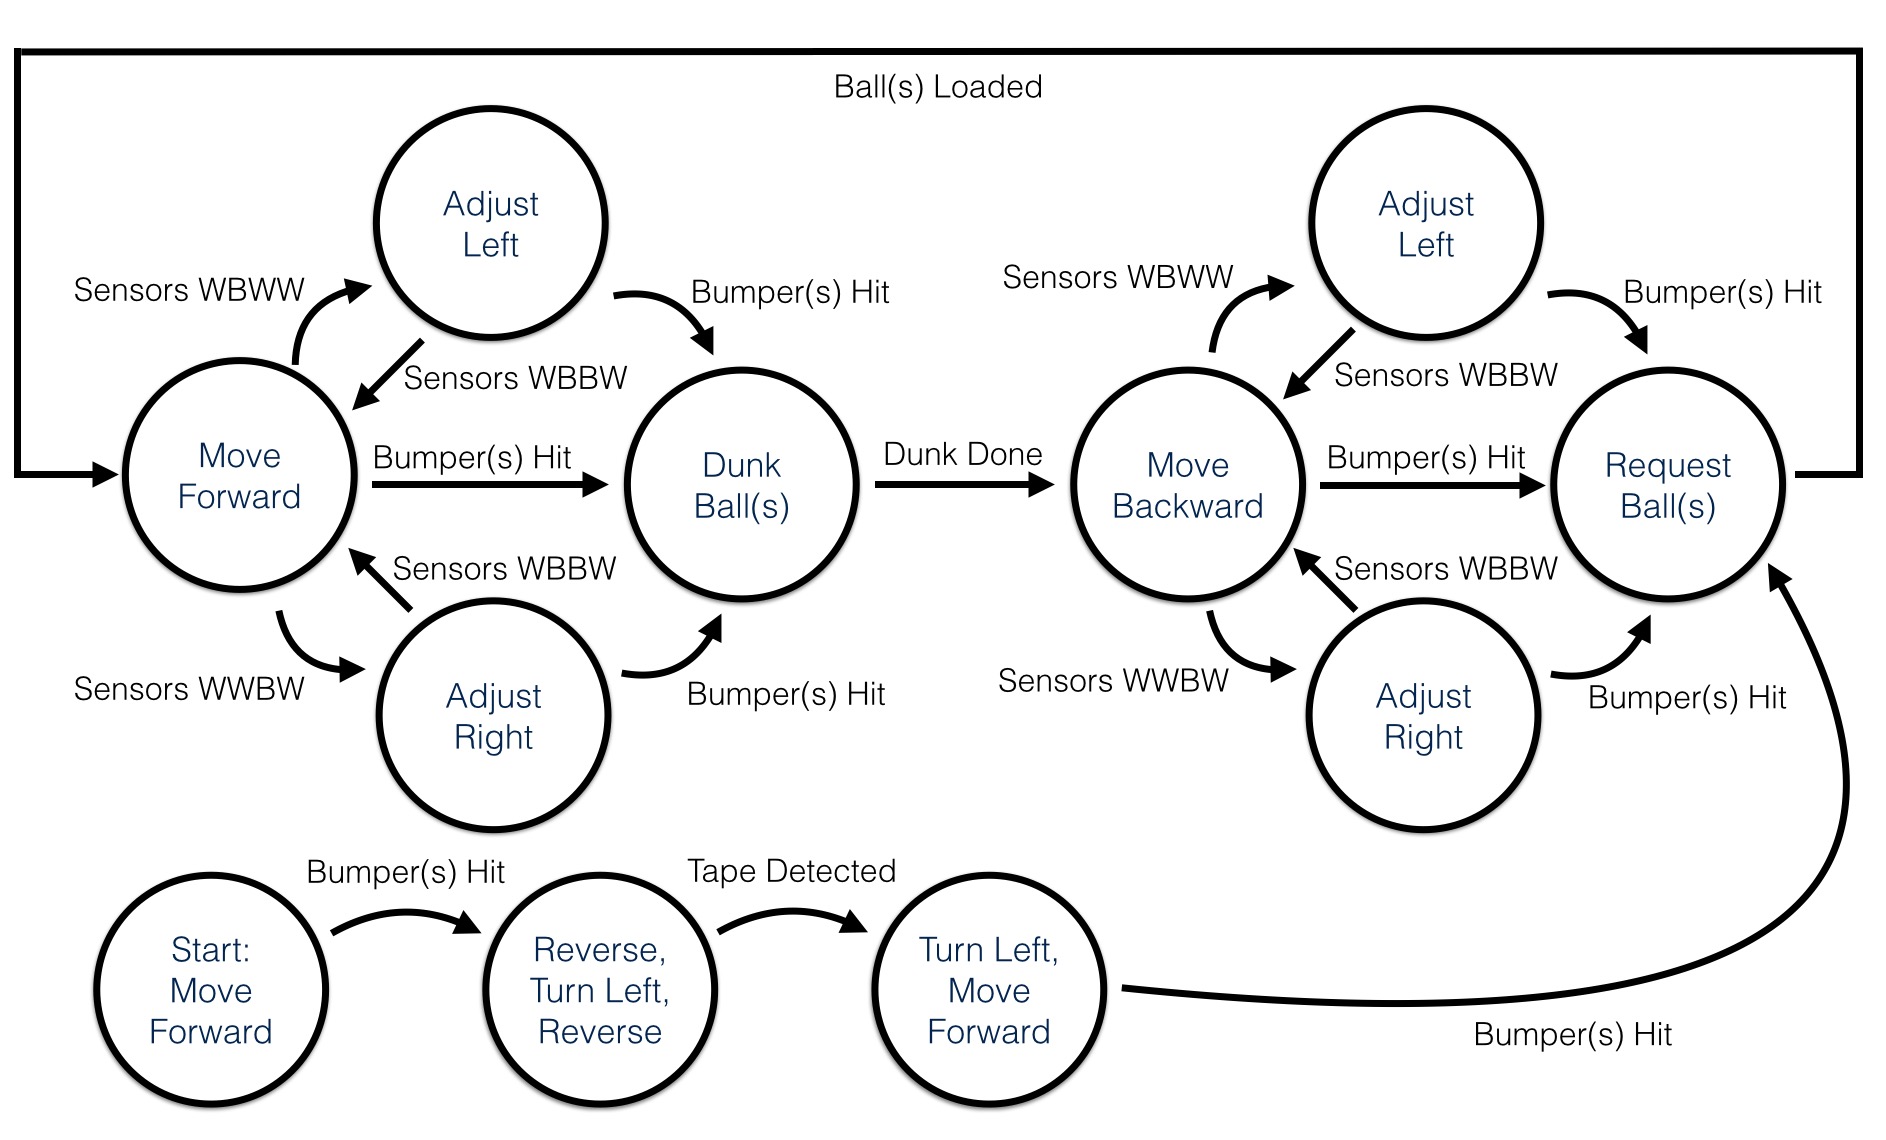 Ball(s) Loaded
Adjust
Left
Adjust
Left
Sensors WBWW
Bumper(s) Hit
Sensors WBWW
Bumper(s) Hit
Sensors WBBW
Sensors WBBW
Move
Forward
Bumper(s) Hit
Dunk
Ball(s)
Dunk Done
Move
Backward
Bumper(s) Hit
Request
Ball(s)
Sensors WBBW
Sensors WBBW
Sensors WWBW
Adjust
Right
Bumper(s) Hit
Sensors WWBW
Adjust
Right
Bumper(s) Hit
Bumper(s) Hit
Tape Detected
Start:
Move
Forward
Reverse,
Turn Left,
Reverse
Turn Left,
Move
Forward
Bumper(s) Hit